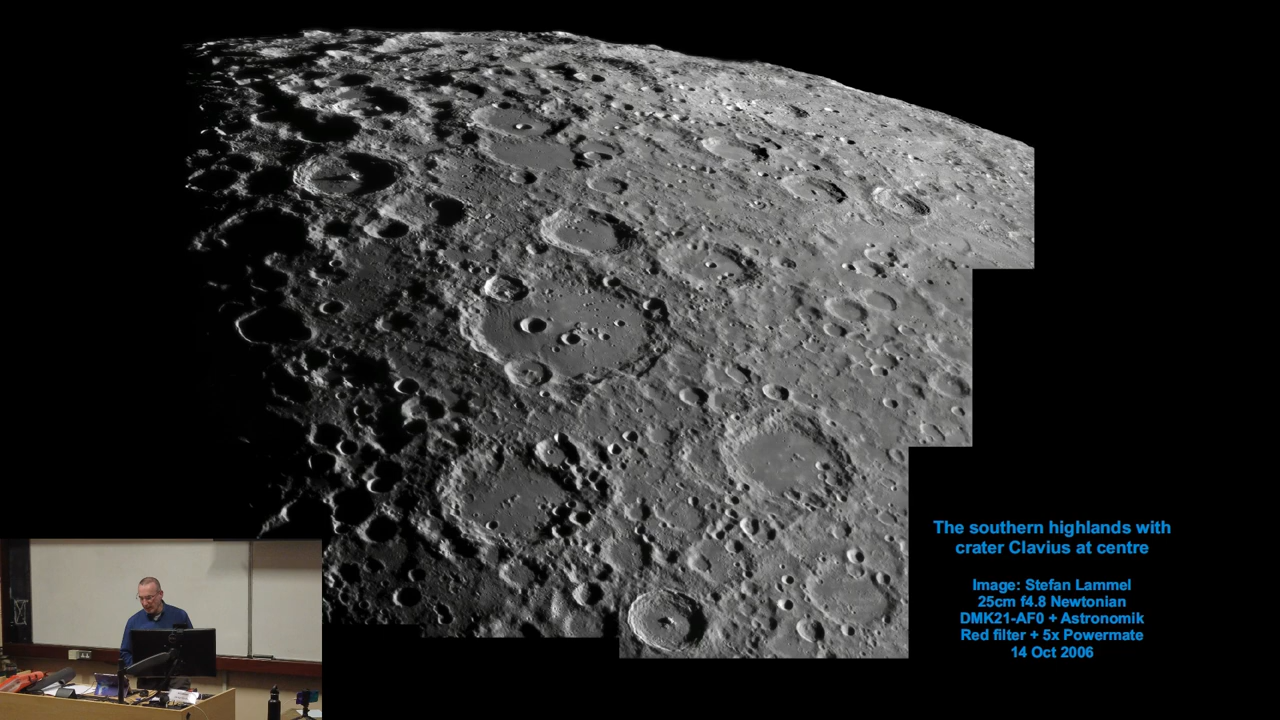 The southern highlands with
crater Clavius at centre
Image: Stefan Lammel
25cm f4.8 Newtonian
DMK21-AF0 + Astronomik
Red filter + 5x Powermate
14 Oct 2006